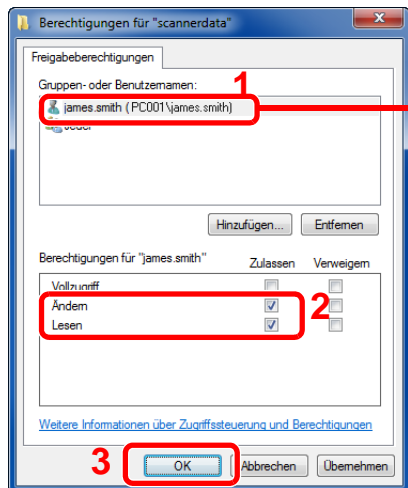 Berechtigungen für "scannerdata"
Freigabeberechtigungen
Gruppen- oder Benutzernamen:
1
james.smith (PC001\james.smith)
Jeder
Hinzufügen... Entfernen
Berechtigungen für "james.smith" Zulassen Verweigern
Vollzugriff
Ändern
2
Lesen
Weitere Informationen über Zugriffssteuerung und Berechtigungen
3
OK Abbrechen Übernehmen